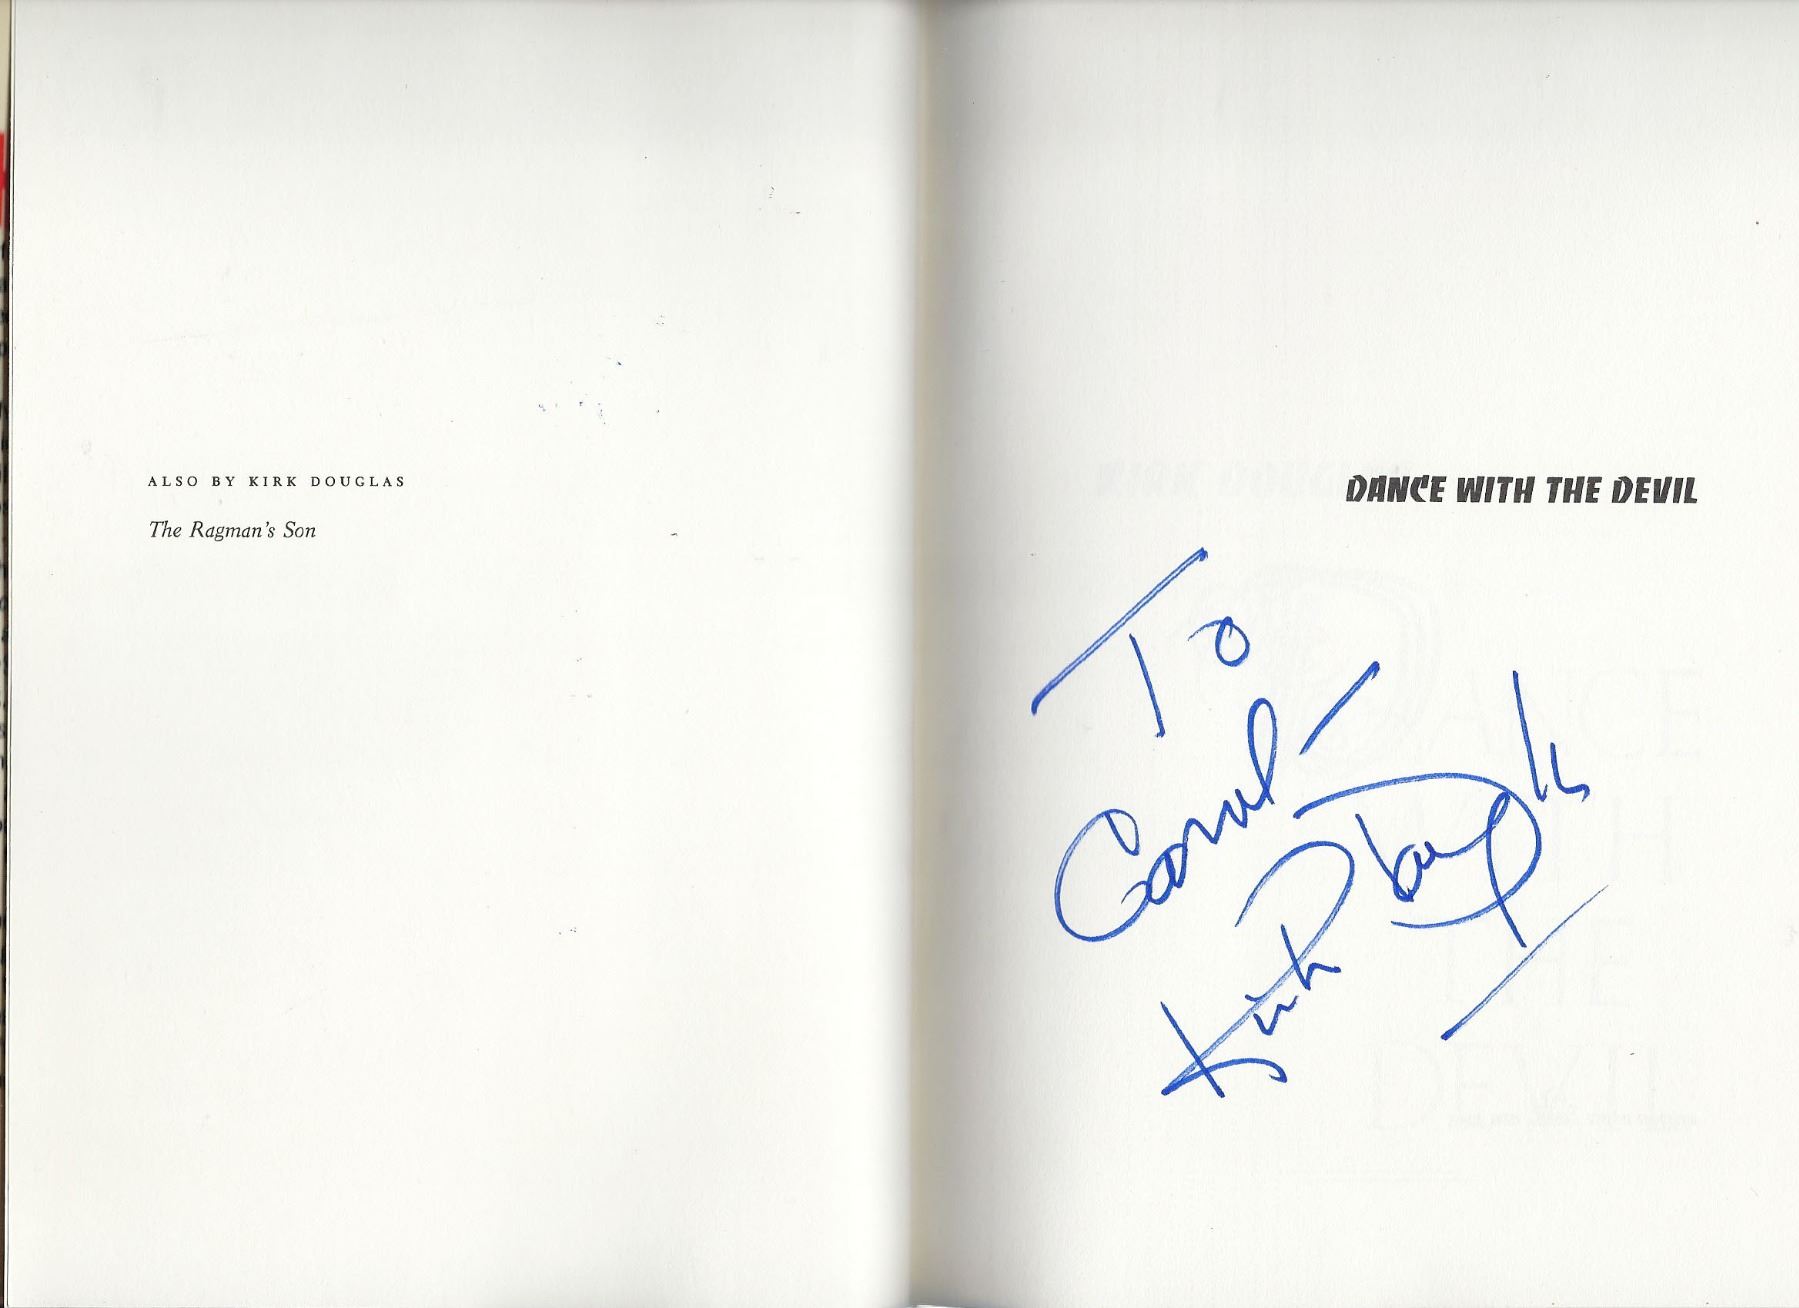 ALSO BY KIRK DOUGLAS
The Ragman's Son
DANCE WITH THE DEVIL
To
Carol-
Kirk Douglas